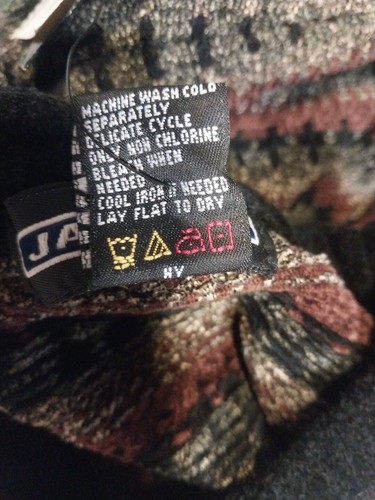 MACHINE WASH COLD
SEPARATELY
DELICATE CYCLE
ONLY NON CHLORINE
BLEACH WHEN
NEEDED
COOL IRON IF NEEDED
LAY FLAT TO DRY
JA
HV